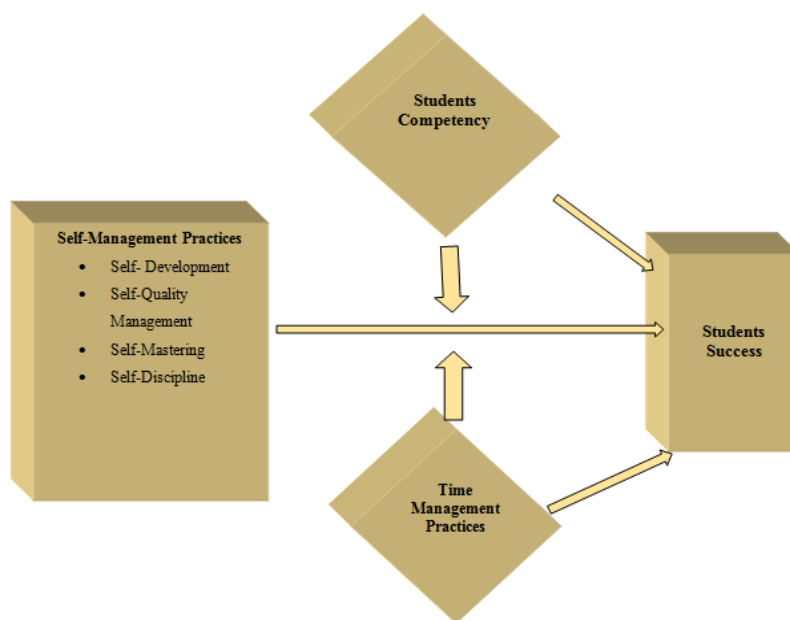 Students
Competency
Self-Management Practices
• Self- Development
• Self-Quality
Management
• Self-Mastering
• Self-Discipline
Students
Success
Time
Management
Practices